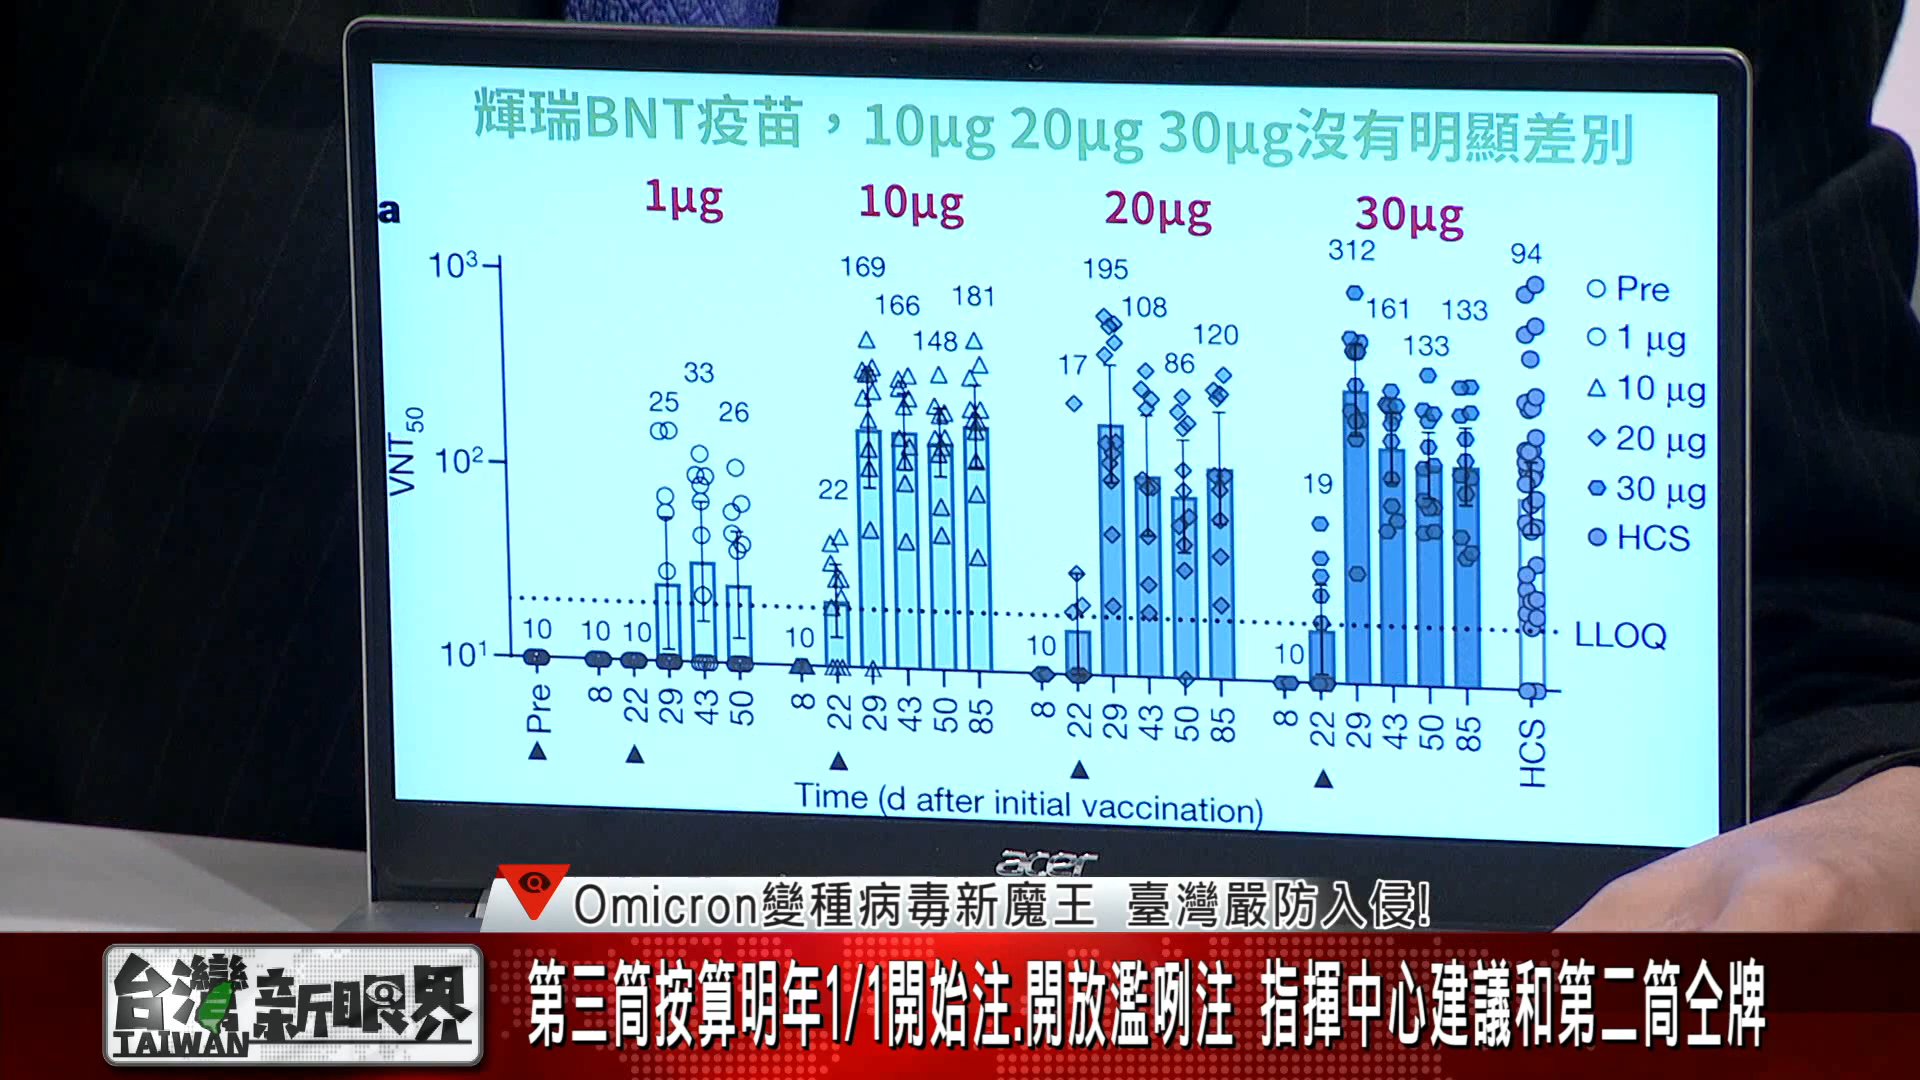 輝瑞BNT疫苗，10µg 20µg 30µg沒有明顯差別
1µg 10µg 20µg 30µg
a
VNT50
10³
10²
10¹
10 10 10 25 33 26
10 22 169 166 148 181
10 17 195 108 86 120
10 19 312 161 133 133
94
Pre
1 µg
10 µg
20 µg
30 µg
HCS
LLOQ
Pre 8 22 29 43 50 8 22 29 43 50 85 8 22 29 43 50 85 8 22 29 43 50 85 HCS
Time (d after initial vaccination)
acer
Omicron變種病毒新魔王 臺灣嚴防入侵!
台灣新眼界
TAIWAN
第三筒按算明年1/1開始注.開放濫咧注 指揮中心建議和第二筒仝牌